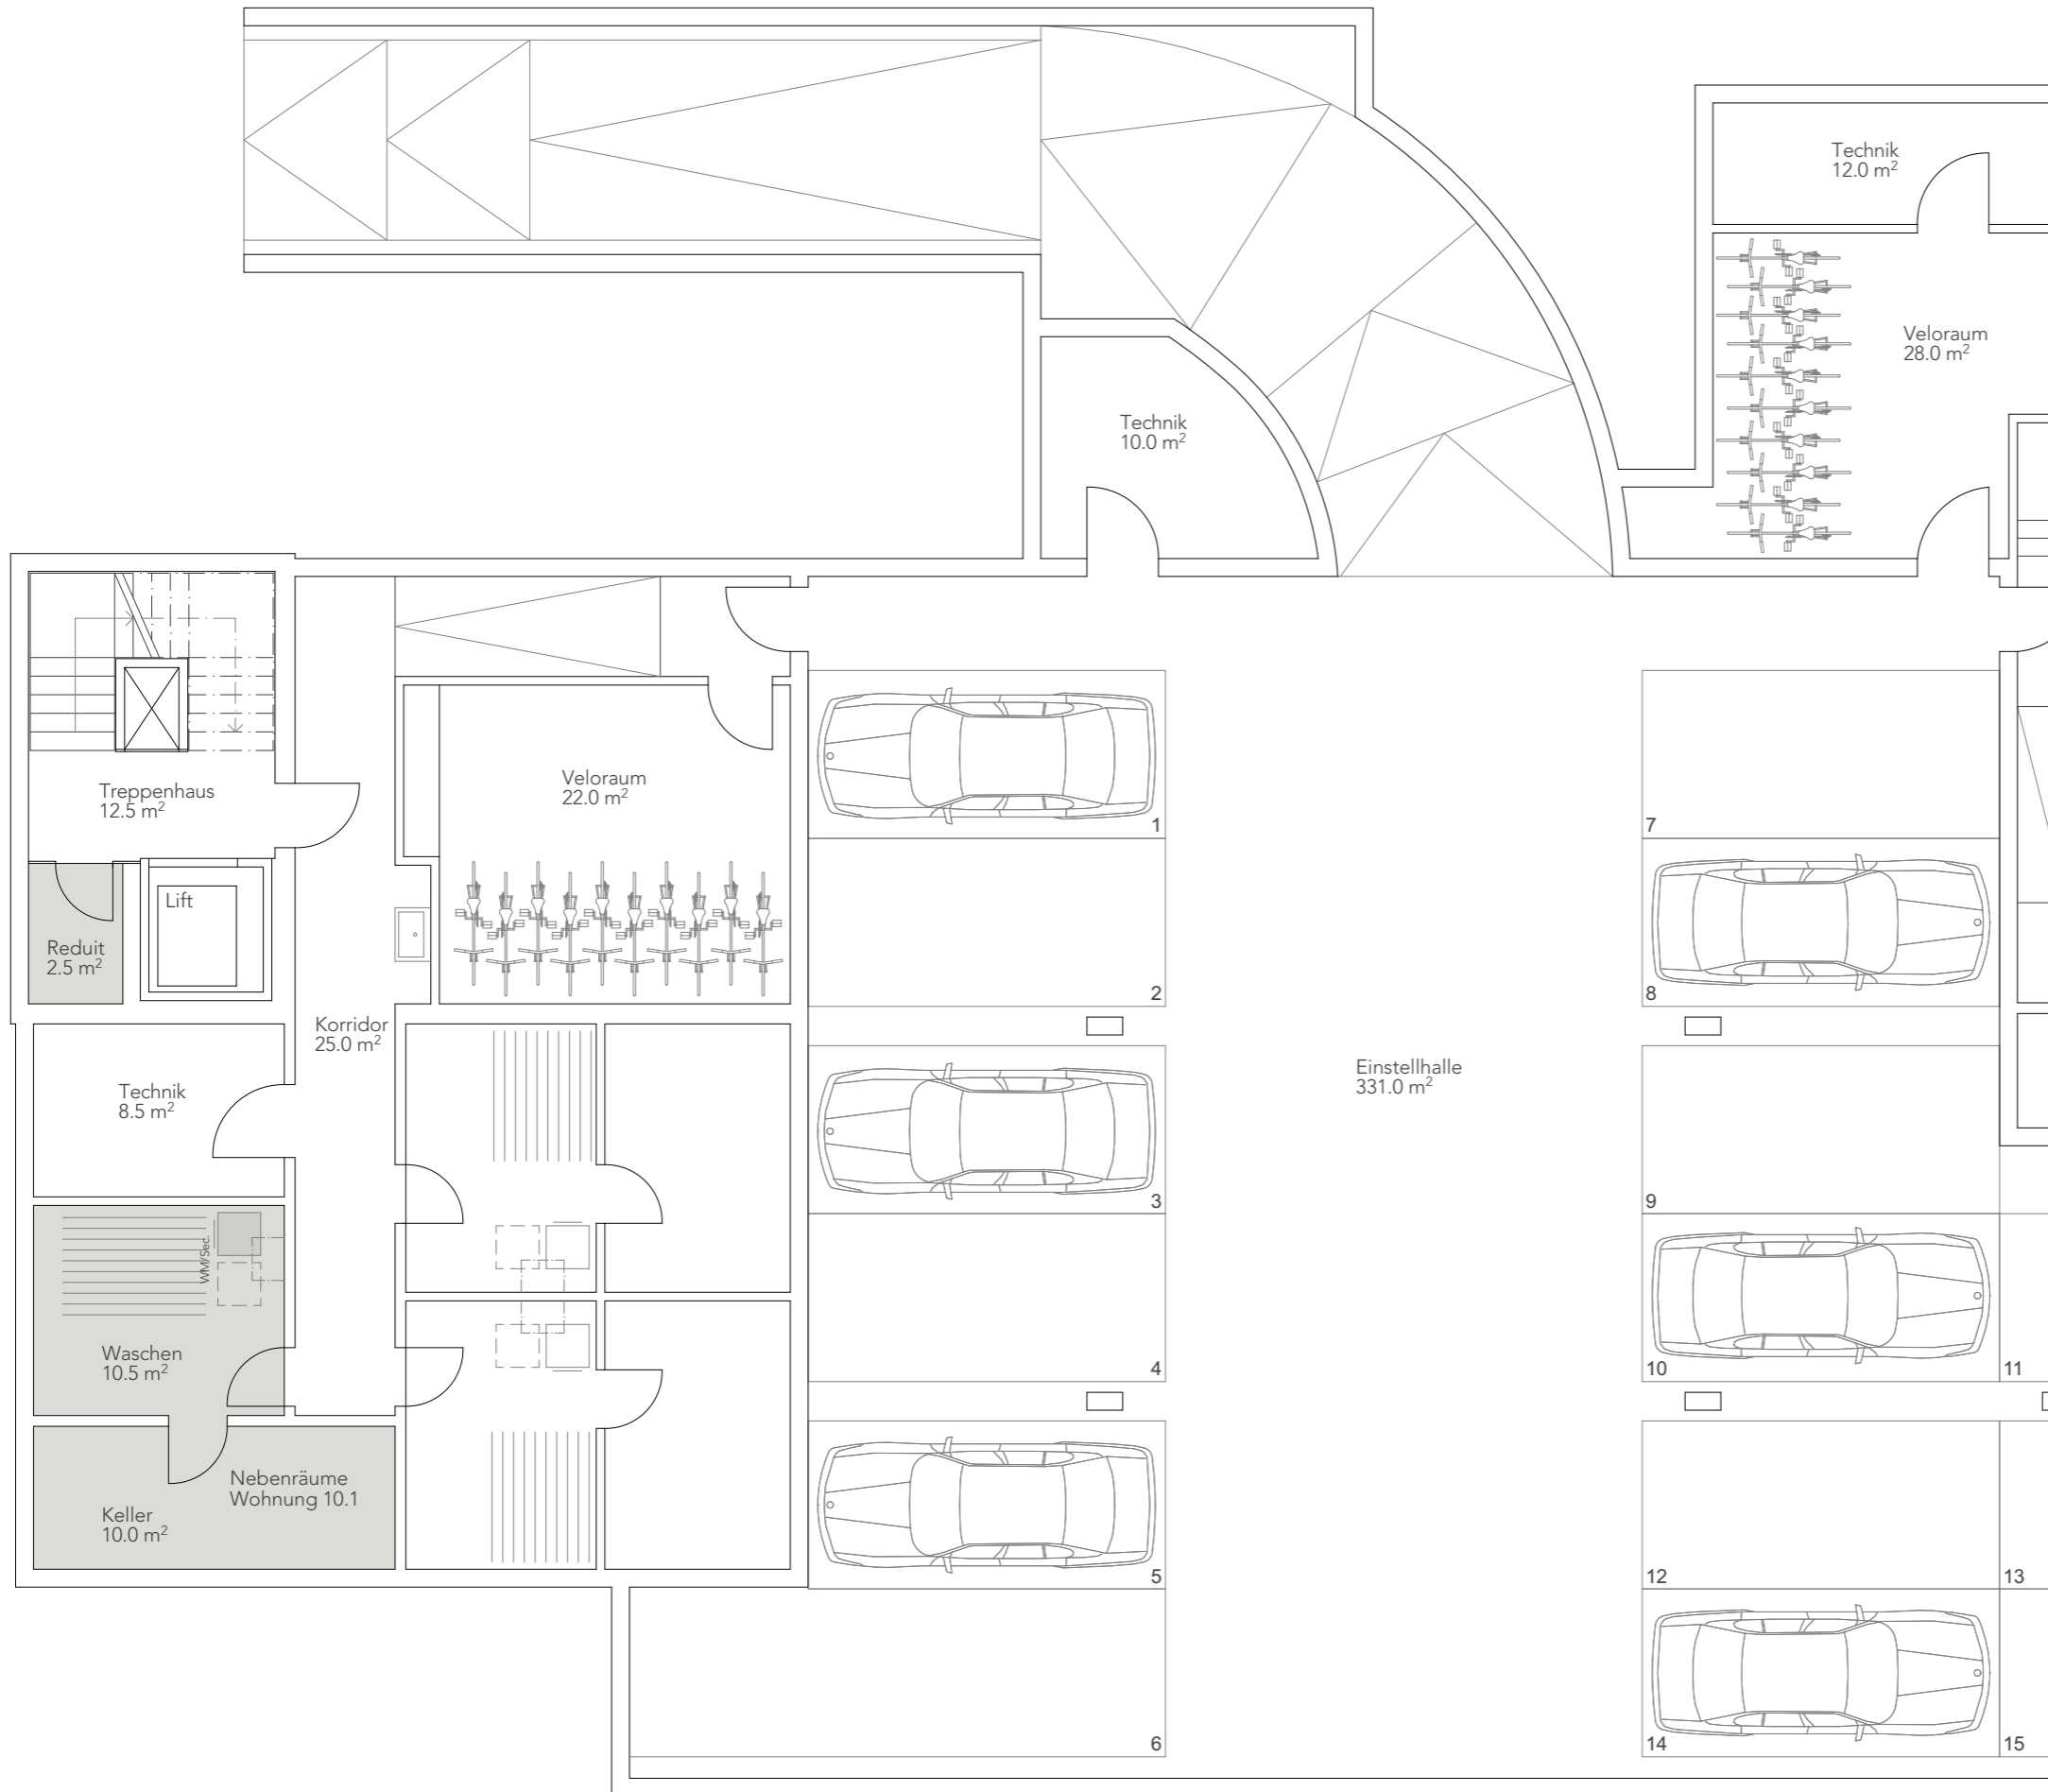 Technik
12.0 m²
Veloraum
28.0 m²
Technik
10.0 m²
Treppenhaus
12.5 m²
Veloraum
22.0 m²
1
7
Lift
Reduit
2.5 m²
2
8
Korridor
25.0 m²
Einstellhalle
331.0 m²
Technik
8.5 m²
3
9
WM/Sec.
Waschen
10.5 m²
4
10
11
Nebenräume
Wohnung 10.1
Keller
10.0 m²
5
12
13
6
14
15